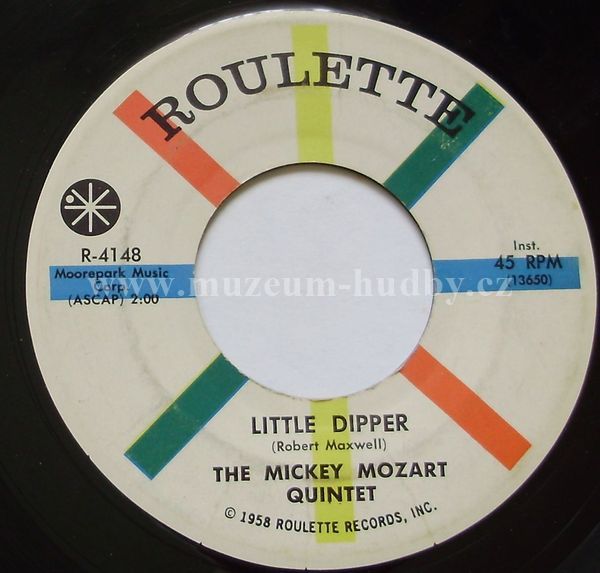 ROULETTE
R-4148
Moorepark Music
Corp.
(ASCAP) 2:00
Inst.
45 RPM
(13650)
www.muzeum-hudby.cz
LITTLE DIPPER
(Robert Maxwell)
THE MICKEY MOZART
QUINTET
© 1958 ROULETTE RECORDS, INC.